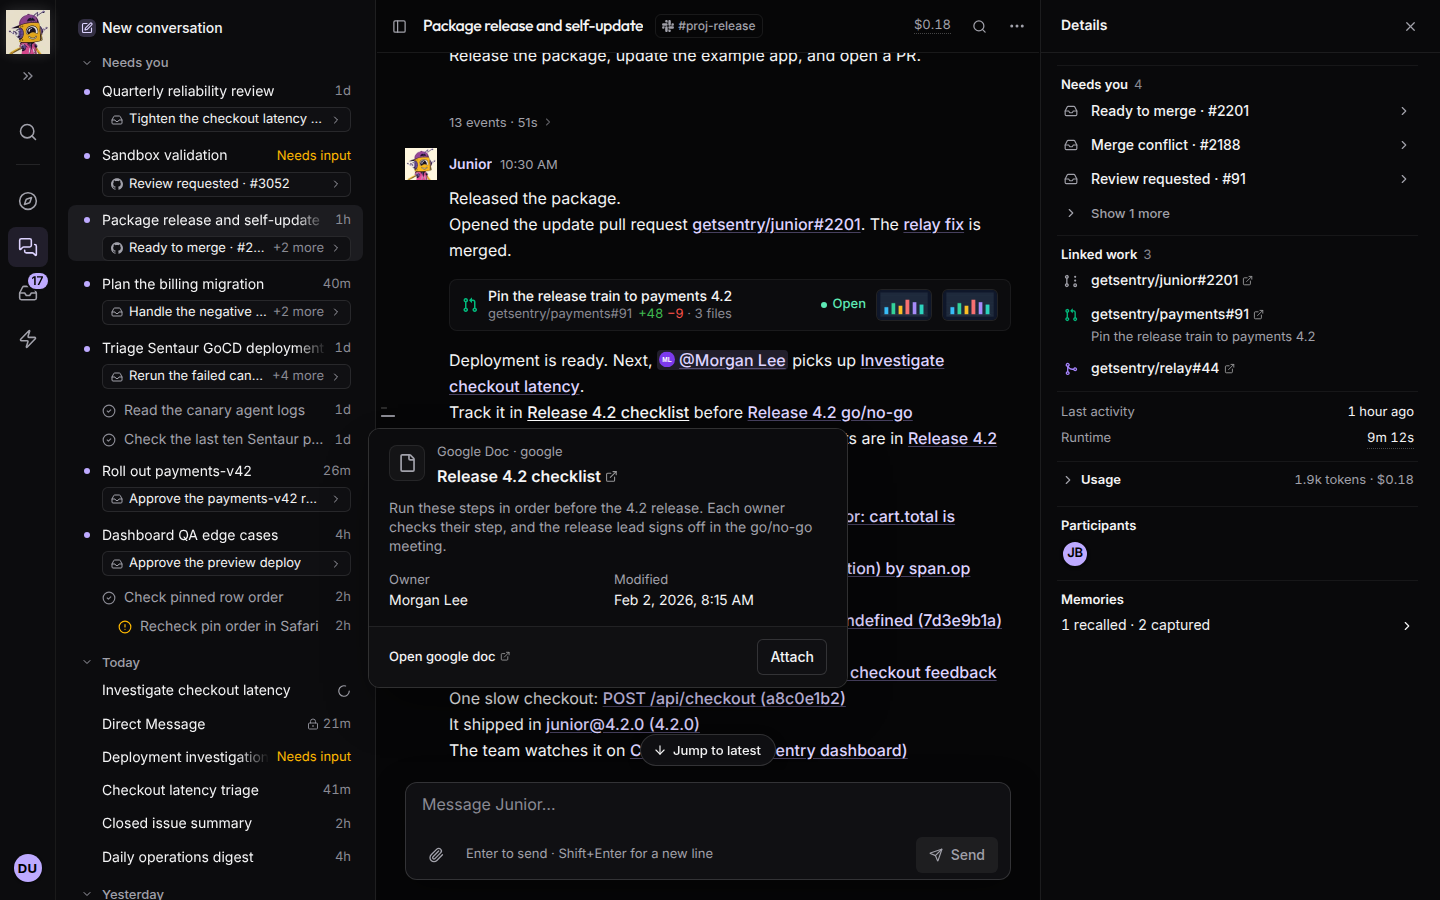 New conversation
Needs you
Quarterly reliability review 1d
Tighten the checkout latency ...
Sandbox validation Needs input
Review requested · #3052
Package release and self-update 1h
Ready to merge · #2... +2 more
Plan the billing migration 40m
Handle the negative ... +2 more
Triage Sentaur GoCD deployment 1d
Rerun the failed can... +4 more
Read the canary agent logs 1d
Check the last ten Sentaur p... 1d
Roll out payments-v42 26m
Approve the payments-v42 r...
Dashboard QA edge cases 4h
Approve the preview deploy
Check pinned row order 2h
Recheck pin order in Safari 2h
Today
Investigate checkout latency
Direct Message 21m
Deployment investigation Needs input
Checkout latency triage 41m
Closed issue summary 2h
Daily operations digest 4h
Yesterday
17
DU
Package release and self-update #proj-release $0.18
Release the package, update the example app, and open a PR.
13 events · 51s
Junior 10:30 AM
Released the package.
Opened the update pull request getsentry/junior#2201. The relay fix is
merged.
Pin the release train to payments 4.2
getsentry/payments#91 +48 −9 · 3 files
Open
Deployment is ready. Next, ML @Morgan Lee picks up Investigate
checkout latency.
Track it in Release 4.2 checklist before Release 4.2 go/no-go
ts are in Release 4.2
or: cart.total is
tion) by span.op
ndefined (7d3e9b1a)
checkout feedback
One slow checkout: POST /api/checkout (a8c0e1b2)
It shipped in junior@4.2.0 (4.2.0)
The team watches it on C entry dashboard)
Jump to latest
Google Doc · google
Release 4.2 checklist
Run these steps in order before the 4.2 release. Each owner
checks their step, and the release lead signs off in the go/no-go
meeting.
Owner Modified
Morgan Lee Feb 2, 2026, 8:15 AM
Open google doc Attach
Message Junior...
Enter to send · Shift+Enter for a new line
Send
Details
Needs you 4
Ready to merge · #2201
Merge conflict · #2188
Review requested · #91
Show 1 more
Linked work 3
getsentry/junior#2201
getsentry/payments#91
Pin the release train to payments 4.2
getsentry/relay#44
Last activity 1 hour ago
Runtime 9m 12s
Usage 1.9k tokens · $0.18
Participants
JB
Memories
1 recalled · 2 captured